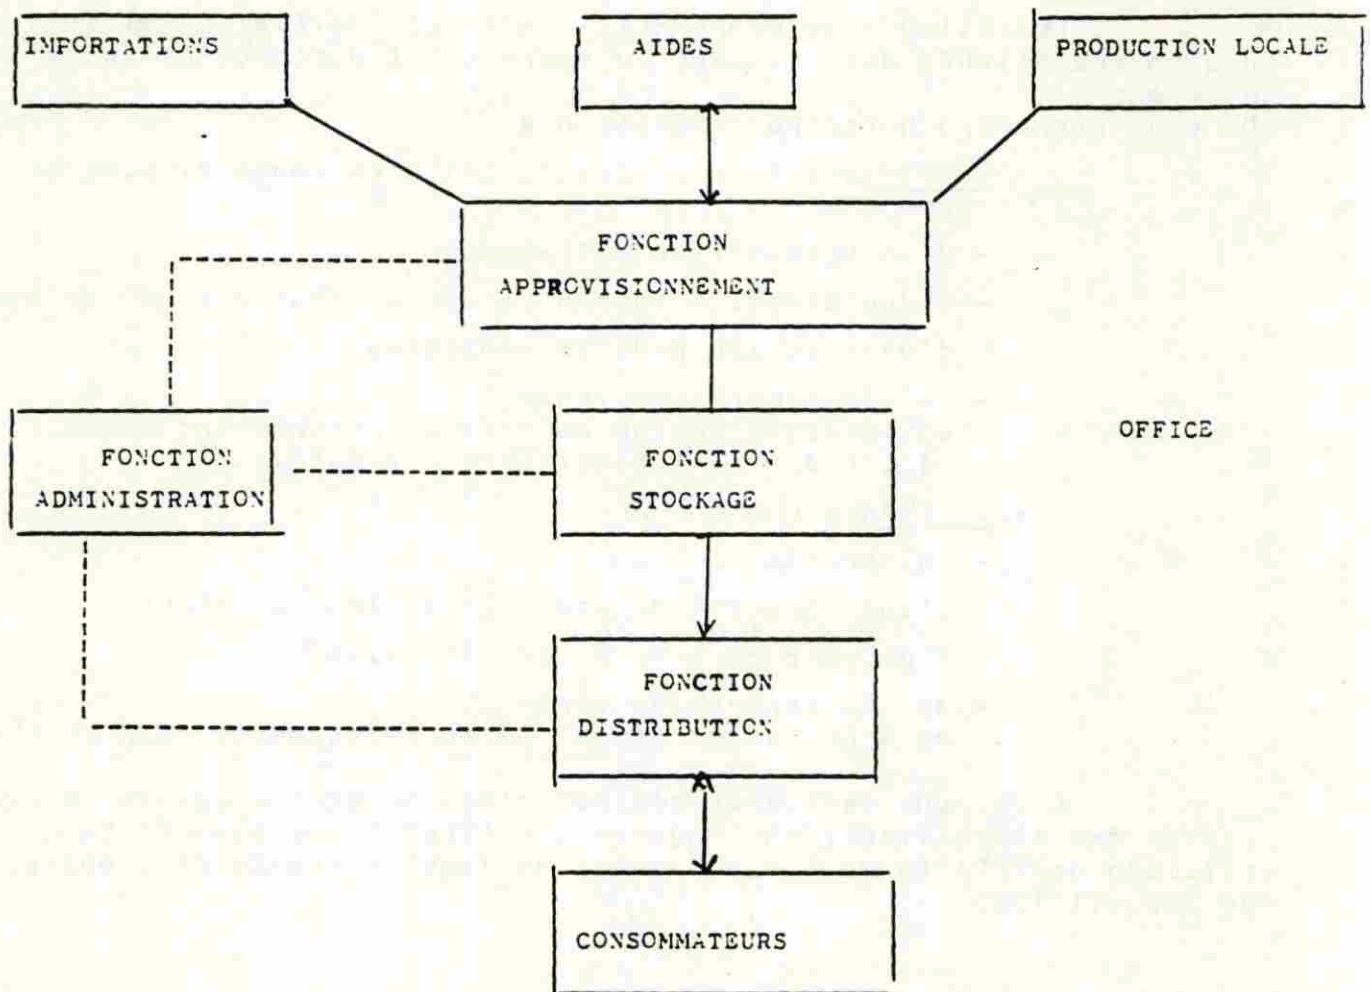 IMPORTATIONS
AIDES
PRODUCTION LOCALE
FONCTION
APPROVISIONNEMENT
FONCTION
ADMINISTRATION
FONCTION
STOCKAGE
OFFICE
FONCTION
DISTRIBUTION
CONSOMMATEURS